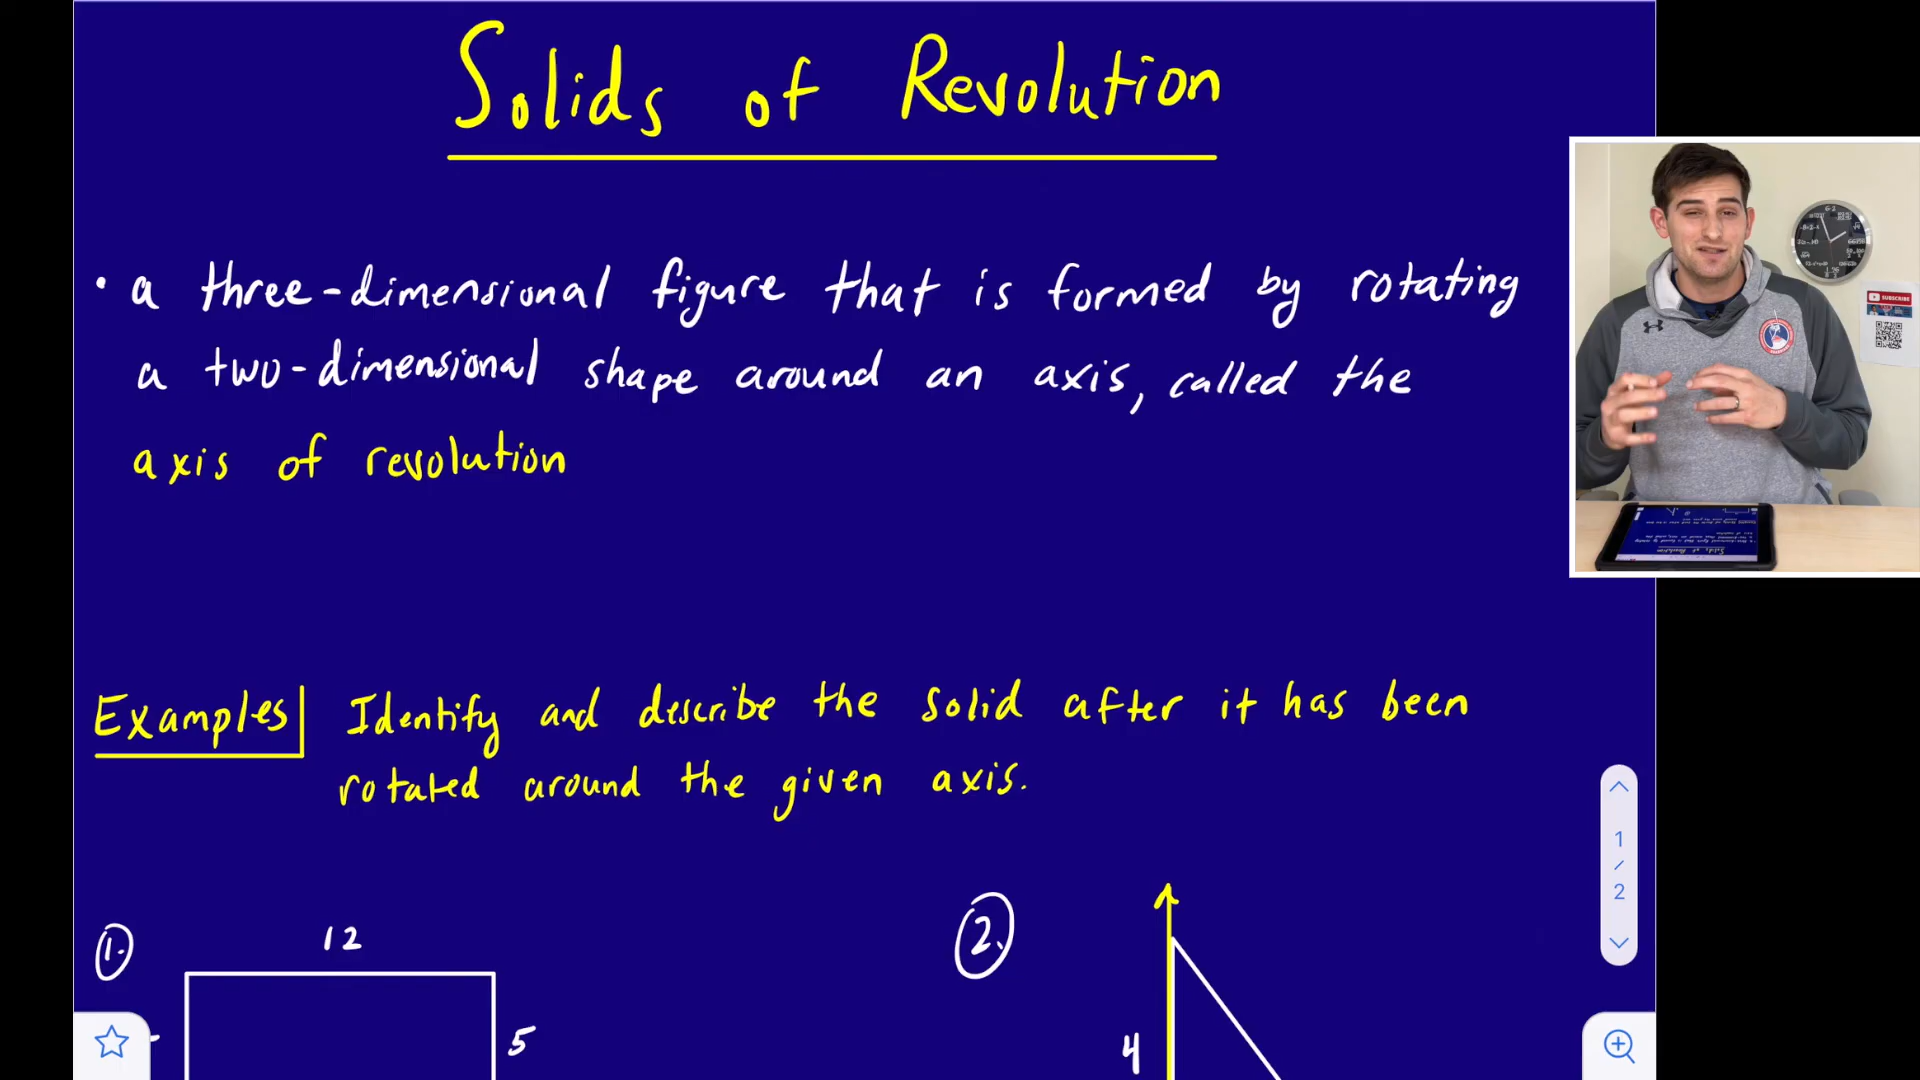 Solids of Revolution
• a three-dimensional figure that is formed by rotating
a two-dimensional shape around an axis, called the
axis of revolution
Examples Identify and describe the solid after it has been
rotated around the given axis.
1.
12
5
2.
4
1
/
2
SUBSCRIBE